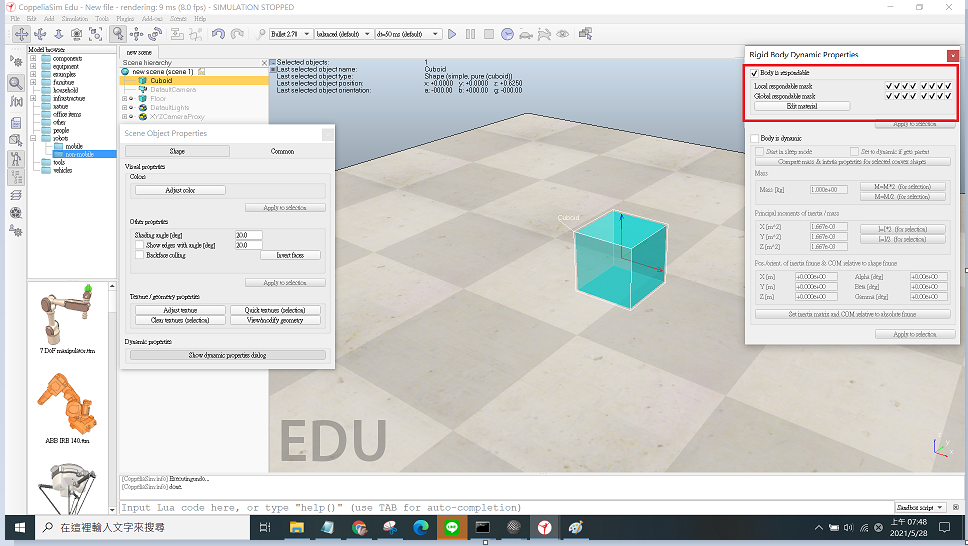 CoppeliaSim Edu - New file - rendering: 9 ms (8.0 fps) - SIMULATION STOPPED
File Edit Add Simulation Tools Plugins Add-ons Scenes Help
Bullet 2.78 balanced (default) dt=50 ms (default)
Model browser
components
equipment
examples
furniture
household
infrastructure
nature
office items
other
people
robots
mobile
non-mobile
tools
vehicles
7 DoF manipulator.ttm
ABB IRB 140.ttm
new scene
Scene hierarchy
new scene (scene 1)
Cuboid
DefaultCamera
Floor
DefaultLights
XYZCameraProxy
Selected objects: 1
Last selected object name: Cuboid
Last selected object type: Shape (simple, pure (cuboid))
Last selected object position: x: +0.0000 y: +0.0000 z: +0.6250
Last selected object orientation: a: -000.00 b: +000.00 g: -000.00
Scene Object Properties
Shape Common
Visual properties
Colors
Adjust color
Apply to selection
Other properties
Shading angle [deg] 20.0
Show edges with angle [deg] 20.0
Backface culling Invert faces
Apply to selection
Texture / geometry properties
Adjust texture Quick textures (selection)
Clear textures (selection) View/modify geometry
Dynamic properties
Show dynamic properties dialog
Cuboid
EDU
Rigid Body Dynamic Properties
Body is respondable
Local respondable mask
Global respondable mask
Edit material
Apply to selection
Body is dynamic
Start in sleep mode Set to dynamic if gets parent
Compute mass & inertia properties for selected convex shapes
Mass
Mass [kg] 1.000e+00 M=M*2 (for selection)
M=M/2 (for selection)
Principal moments of inertia / mass
X [m^2] 1.667e-03 I=I*2 (for selection)
Y [m^2] 1.667e-03 I=I/2 (for selection)
Z [m^2] 1.667e-03
Pos./orient. of inertia frame & COM relative to shape frame
X [m] +0.000e+00 Alpha [deg] +0.00e+00
Y [m] +0.000e+00 Beta [deg] +0.00e+00
Z [m] +0.000e+00 Gamma [deg] +0.00e+00
Set inertia matrix and COM relative to absolute frame
Apply to selection
[CoppeliaSim:info] Executing undo...
[CoppeliaSim:info] done.
Input Lua code here, or type "help()" (use TAB for auto-completion)
Sandbox script
在這裡輸入文字來搜尋
LINE
上午 07:48
2021/5/28